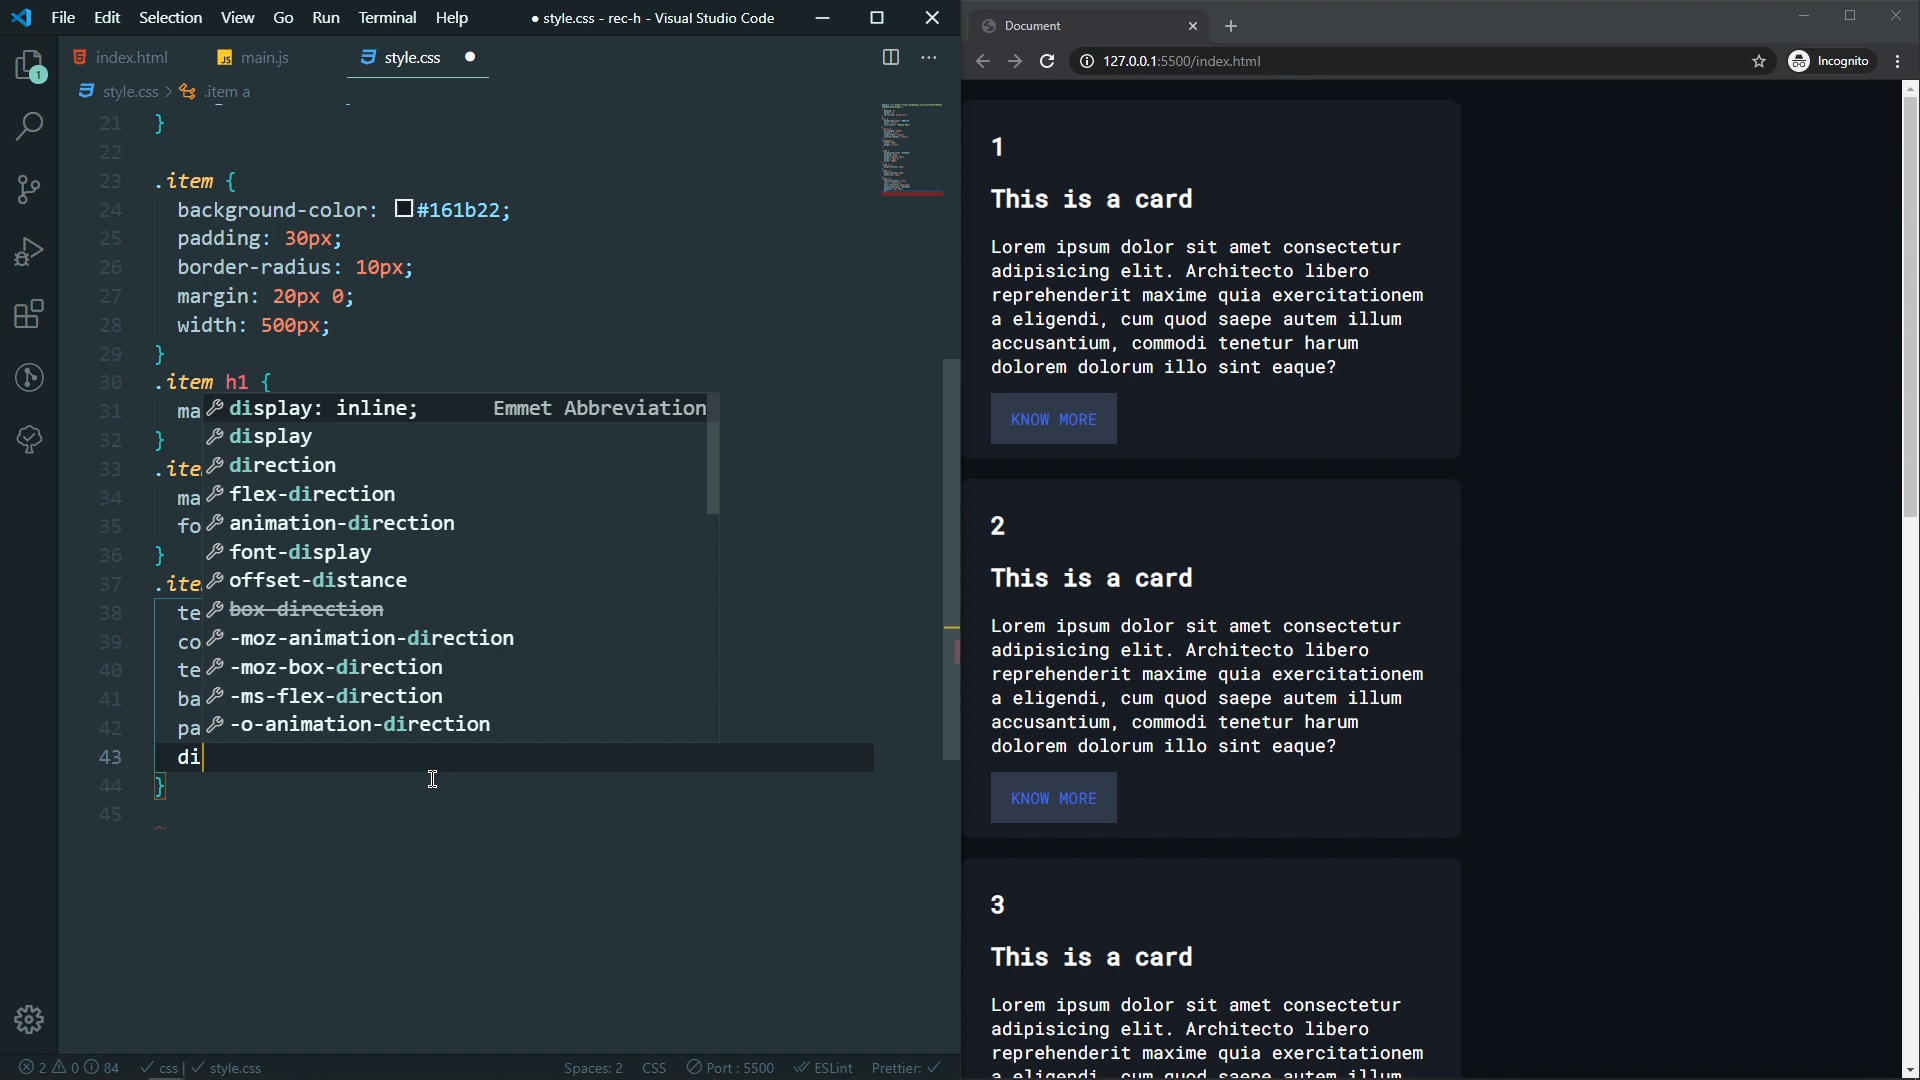 File Edit Selection View Go Run Terminal Help ● style.css - rec-h - Visual Studio Code
index.html JS main.js style.css ●
style.css > .item a
1
21 }
22
23 .item {
24 background-color: #161b22;
25 padding: 30px;
26 border-radius: 10px;
27 margin: 20px 0;
28 width: 500px;
29 }
30 .item h1 {
31 ma
32 }
33 .ite
34 ma
35 fo
36 }
37 .ite
38 te
39 co
40 te
41 ba
42 pa
43 di
44 }
45
display: inline; Emmet Abbreviation
display
direction
flex-direction
animation-direction
font-display
offset-distance
box-direction
-moz-animation-direction
-moz-box-direction
-ms-flex-direction
-o-animation-direction
2 0 84 css | style.css Spaces: 2 CSS Port : 5500 ESLint Prettier:
Document
127.0.0.1:5500/index.html Incognito
1
This is a card
Lorem ipsum dolor sit amet consectetur
adipisicing elit. Architecto libero
reprehenderit maxime quia exercitationem
a eligendi, cum quod saepe autem illum
accusantium, commodi tenetur harum
dolorem dolorum illo sint eaque?
KNOW MORE
2
This is a card
Lorem ipsum dolor sit amet consectetur
adipisicing elit. Architecto libero
reprehenderit maxime quia exercitationem
a eligendi, cum quod saepe autem illum
accusantium, commodi tenetur harum
dolorem dolorum illo sint eaque?
KNOW MORE
3
This is a card
Lorem ipsum dolor sit amet consectetur
adipisicing elit. Architecto libero
reprehenderit maxime quia exercitationem
a eligendi, cum quod saepe autem illum